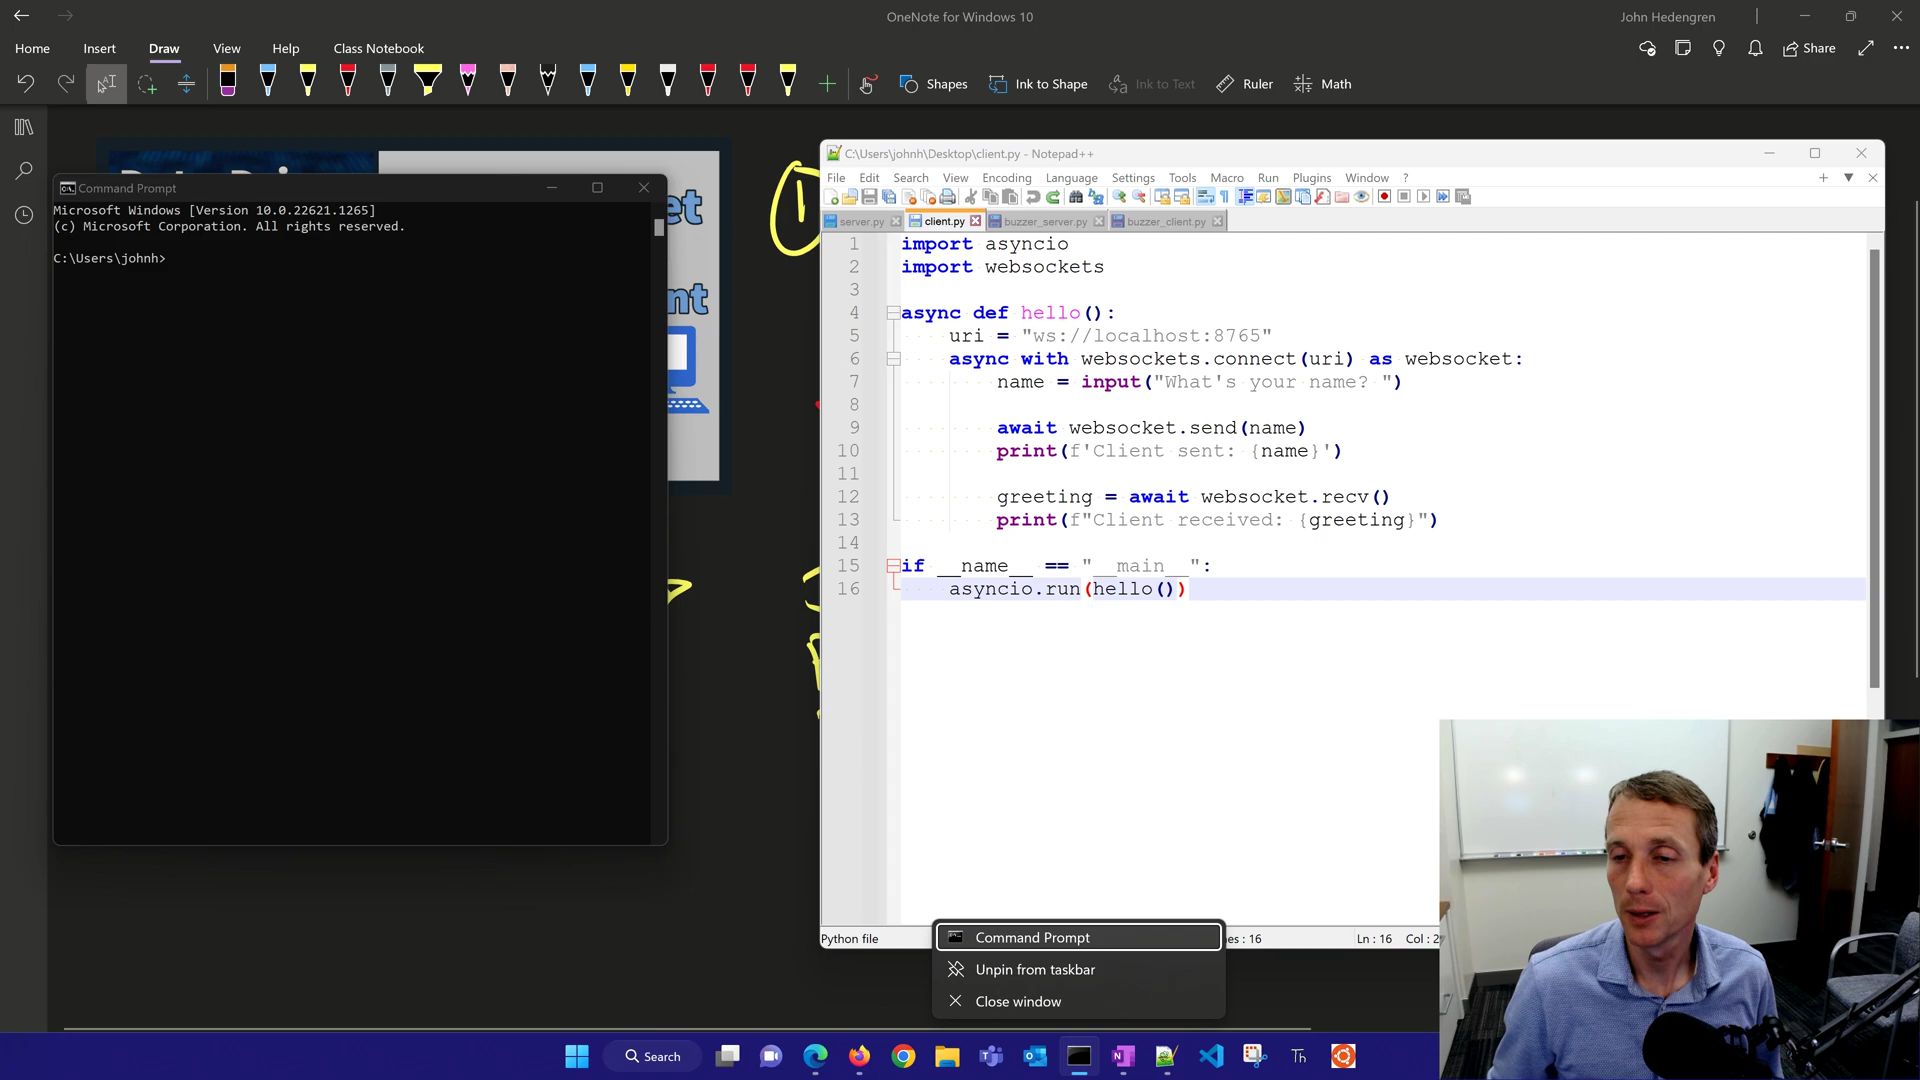 OneNote for Windows 10
John Hedengren
Home Insert Draw View Help Class Notebook
Share
Shapes Ink to Shape Ink to Text Ruler Math
Command Prompt
Microsoft Windows [Version 10.0.22621.1265]
(c) Microsoft Corporation. All rights reserved.
C:\Users\johnh>
C:\Users\johnh\Desktop\client.py - Notepad++
File Edit Search View Encoding Language Settings Tools Macro Run Plugins Window ?
server.py client.py buzzer_server.py buzzer_client.py
1 import asyncio
2 import websockets
3
4 async def hello():
5 uri = "ws://localhost:8765"
6 async with websockets.connect(uri) as websocket:
7 name = input("What's your name? ")
8
9 await websocket.send(name)
10 print(f'Client sent: {name}')
11
12 greeting = await websocket.recv()
13 print(f"Client received: {greeting}")
14
15 if __name__ == "__main__":
16 asyncio.run(hello())
Python file
Ln : 16 Col : 2
Command Prompt
Unpin from taskbar
Close window
Search
Th